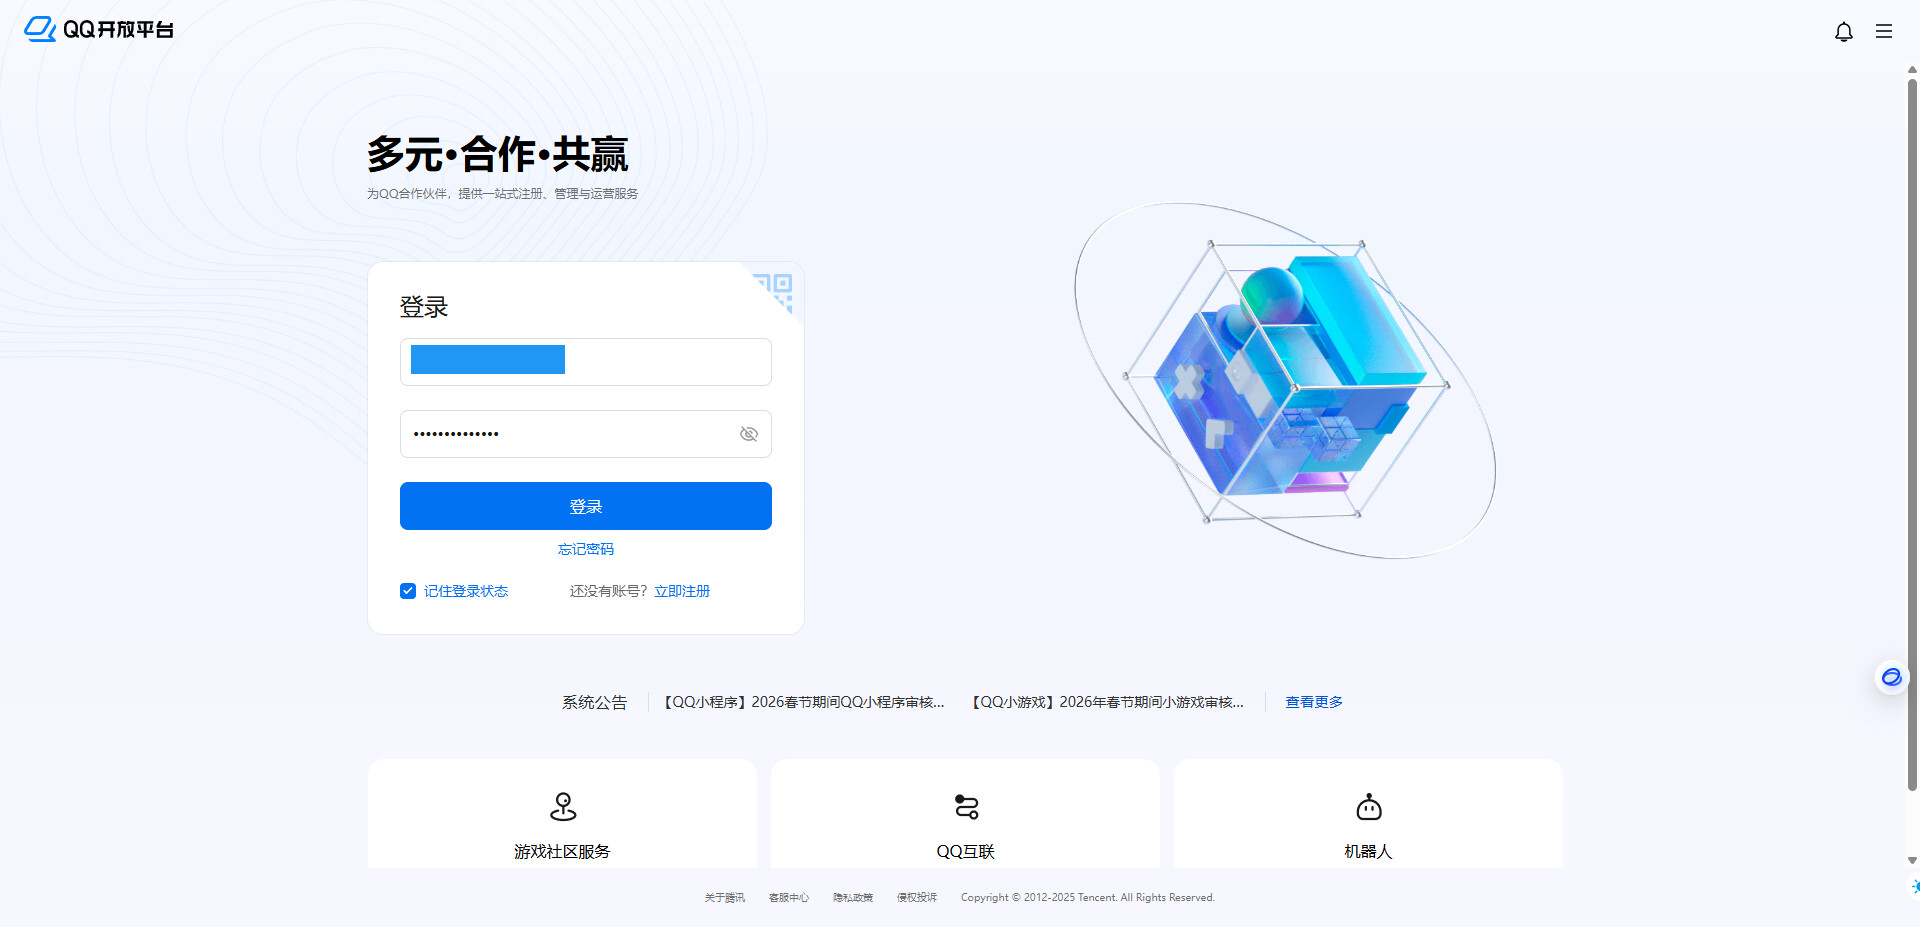 QQ开放平台
多元·合作·共赢
为QQ合作伙伴，提供一站式注册、管理与运营服务
登录
••••••••••••••
登录
忘记密码
记住登录状态 还没有账号？立即注册
系统公告 【QQ小程序】2026春节期间QQ小程序审核... 【QQ小游戏】2026年春节期间小游戏审核... 查看更多
游戏社区服务 QQ互联 机器人
关于腾讯 客服中心 隐私政策 侵权投诉 Copyright © 2012-2025 Tencent. All Rights Reserved.